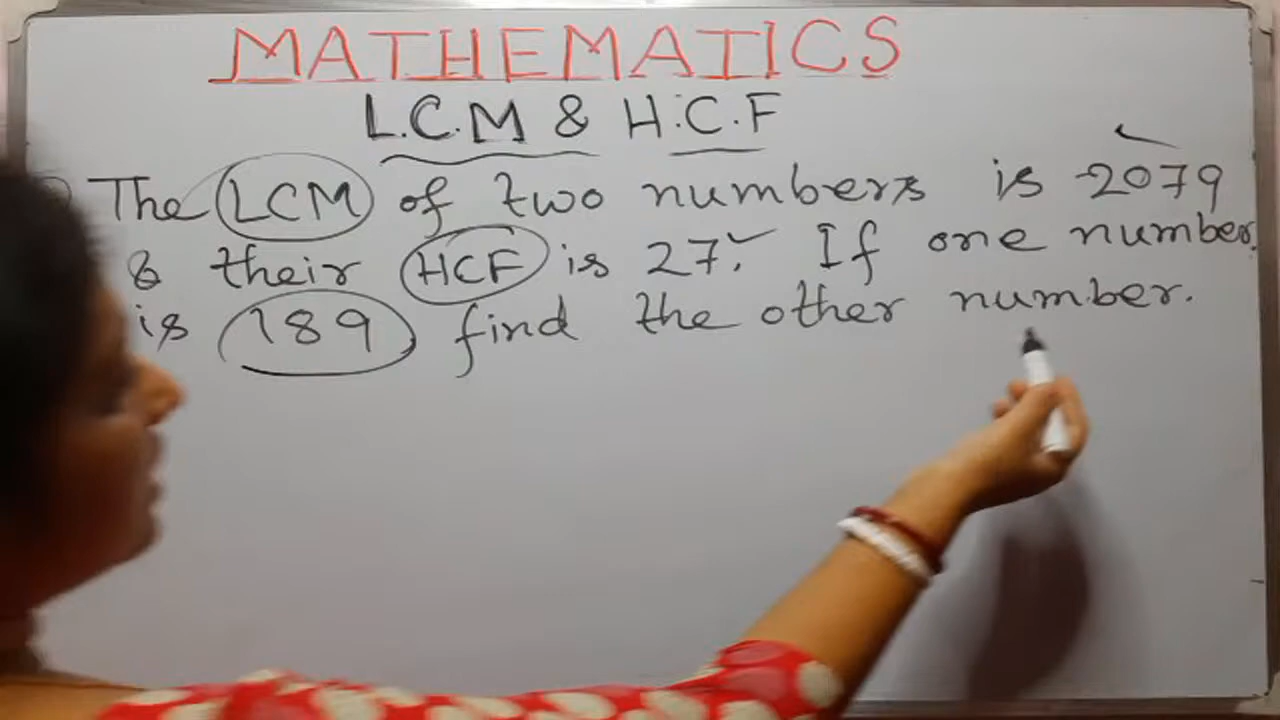 MATHEMATICS
L.C.M & H.C.F
The LCM of two numbers is 2079
& their HCF is 27. If one number
is 189 find the other number.